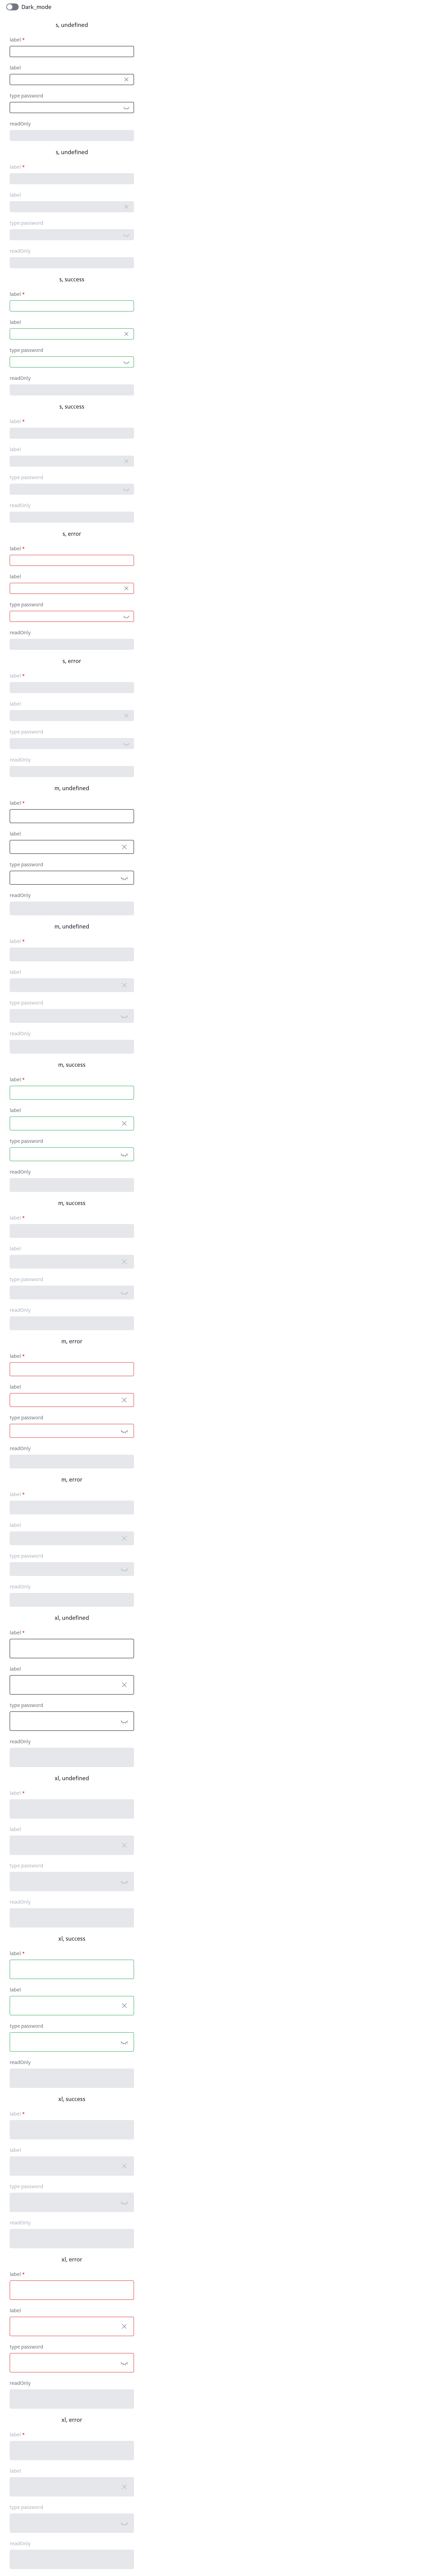 Dark_mode
s, undefined
label *
label
type password
readOnly
s, undefined
label *
label
type password
readOnly
s, success
label *
label
type password
readOnly
s, success
label *
label
type password
readOnly
s, error
label *
label
type password
readOnly
s, error
label *
label
type password
readOnly
m, undefined
label *
label
type password
readOnly
m, undefined
label *
label
type password
readOnly
m, success
label *
label
type password
readOnly
m, success
label *
label
type password
readOnly
m, error
label *
label
type password
readOnly
m, error
label *
label
type password
readOnly
xl, undefined
label *
label
type password
readOnly
xl, undefined
label *
label
type password
readOnly
xl, success
label *
label
type password
readOnly
xl, success
label *
label
type password
readOnly
xl, error
label *
label
type password
readOnly
xl, error
label *
label
type password
readOnly